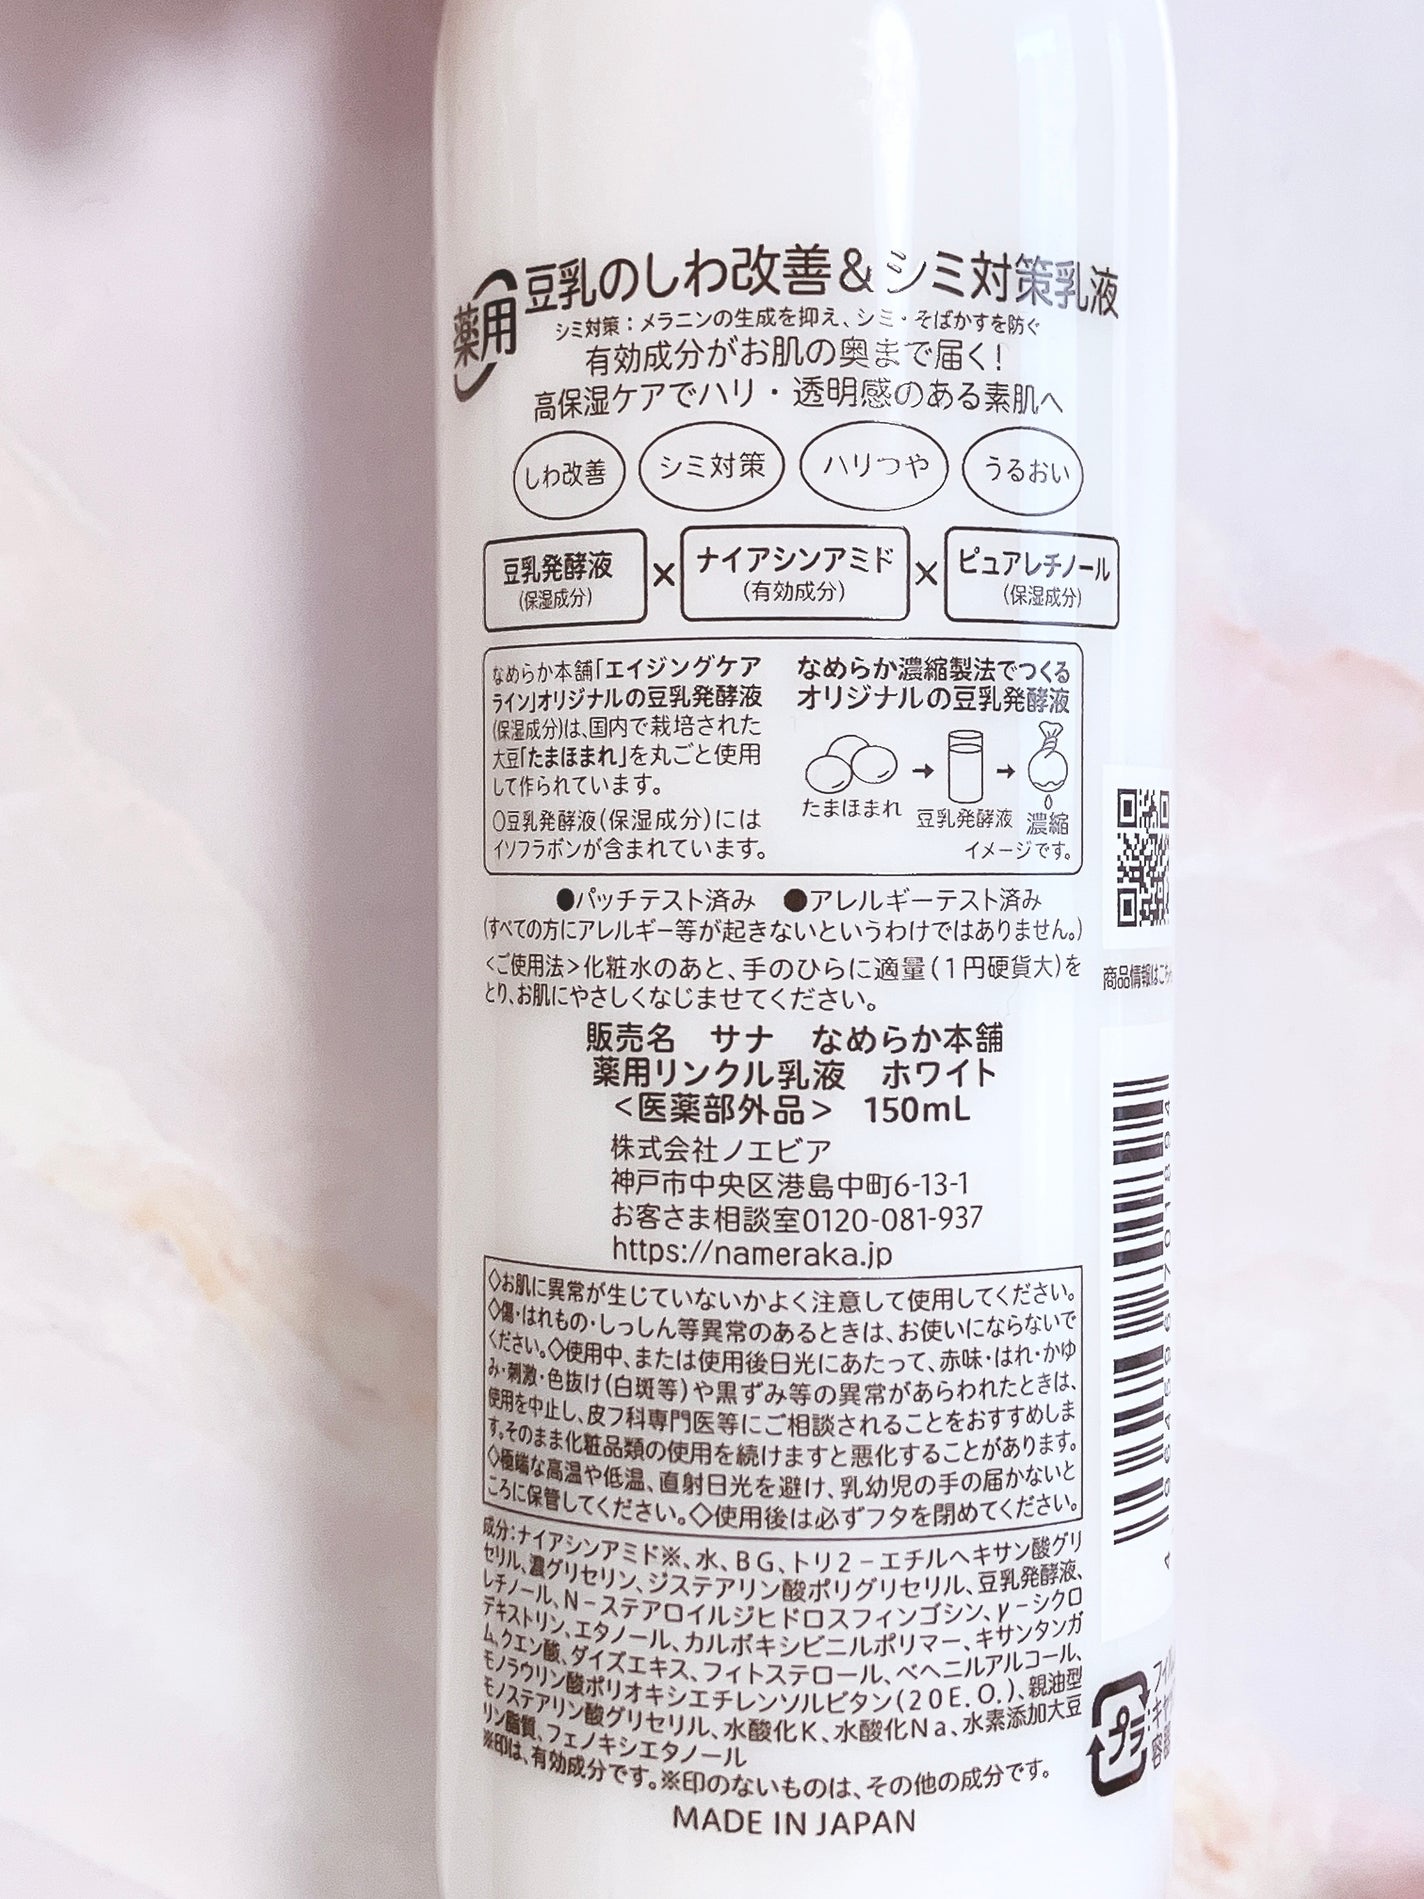 薬用
豆乳のしわ改善&シミ対策乳液
シミ対策：メラニンの生成を抑え、シミ・そばかすを防ぐ
有効成分がお肌の奥まで届く！
高保湿ケアでハリ・透明感のある素肌へ
しわ改善 シミ対策 ハリつや うるおい
豆乳発酵液 × ナイアシンアミド × ピュアレチノール
(保湿成分) (有効成分) (保湿成分)
なめらか本舗「エイジングケア
ライン」オリジナルの豆乳発酵液
(保湿成分)は、国内で栽培された
大豆「たまほまれ」を丸ごと使用
して作られています。
○豆乳発酵液(保湿成分)には
イソフラボンが含まれています。
なめらか濃縮製法でつくる
オリジナルの豆乳発酵液
たまほまれ → 豆乳発酵液 → 濃縮
イメージです。
●パッチテスト済み ●アレルギーテスト済み
(すべての方にアレルギー等が起きないというわけではありません。)
<ご使用法>化粧水のあと、手のひらに適量(1円硬貨大)を
とり、お肌にやさしくなじませてください。
販売名 サナ なめらか本舗
薬用リンクル乳液 ホワイト
<医薬部外品> 150mL
株式会社ノエビア
神戸市中央区港島中町6-13-1
お客さま相談室0120-081-937
https://nameraka.jp
◇お肌に異常が生じていないかよく注意して使用してください。
◇傷・はれもの・しっしん等異常のあるときは、お使いにならないで
ください。◇使用中、または使用後日光にあたって、赤味・はれ・かゆ
み・刺激・色抜け(白斑等)や黒ずみ等の異常があらわれたときは、
使用を中止し、皮フ科専門医等にご相談されることをおすすめしま
す。そのまま化粧品類の使用を続けますと悪化することがあります。
◇極端な高温や低温、直射日光を避け、乳幼児の手の届かないと
ころに保管してください。◇使用後は必ずフタを閉めてください。
成分：ナイアシンアミド※、水、BG、トリ2－エチルヘキサン酸グリ
セリル、濃グリセリン、ジステアリン酸ポリグリセリル、豆乳発酵液、
レチノール、N－ステアロイルジヒドロスフィンゴシン、γ－シクロ
デキストリン、エタノール、カルボキシビニルポリマー、キサンタンガ
ム、クエン酸、ダイズエキス、フィトステロール、ベヘニルアルコール、
モノラウリン酸ポリオキシエチレンソルビタン(20E.O.)、親油型
モノステアリン酸グリセリル、水酸化K、水酸化Na、水素添加大豆
リン脂質、フェノキシエタノール
※印は、有効成分です。※印のないものは、その他の成分です。
MADE IN JAPAN
商品情報はこち
プラ